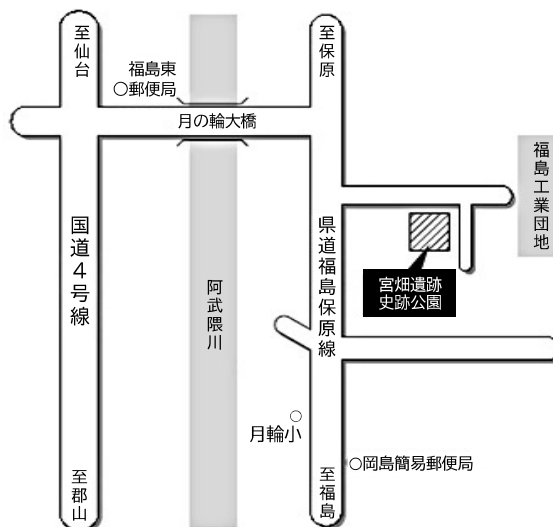 至仙台
福島東
○郵便局
至保原
月の輪大橋
福島工業団地
国道4号線
阿武隈川
県道福島保原線
宮畑遺跡
史跡公園
月輪小
○岡島簡易郵便局
至郡山
至福島